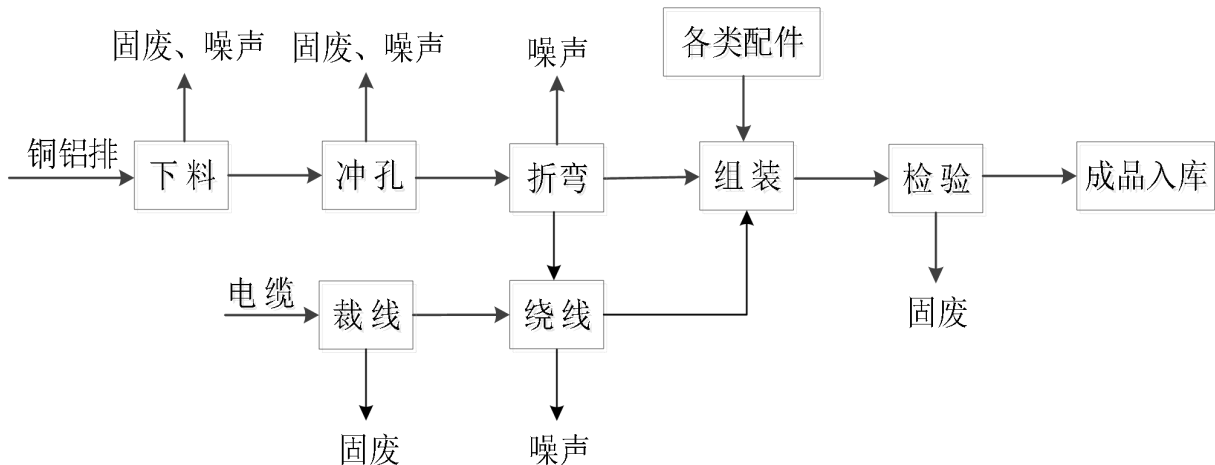 各类配件
固废、噪声
固废、噪声
噪声
铜铝排
下料
冲孔
折弯
组装
检验
成品入库
电缆
裁线
绕线
固废
固废
噪声